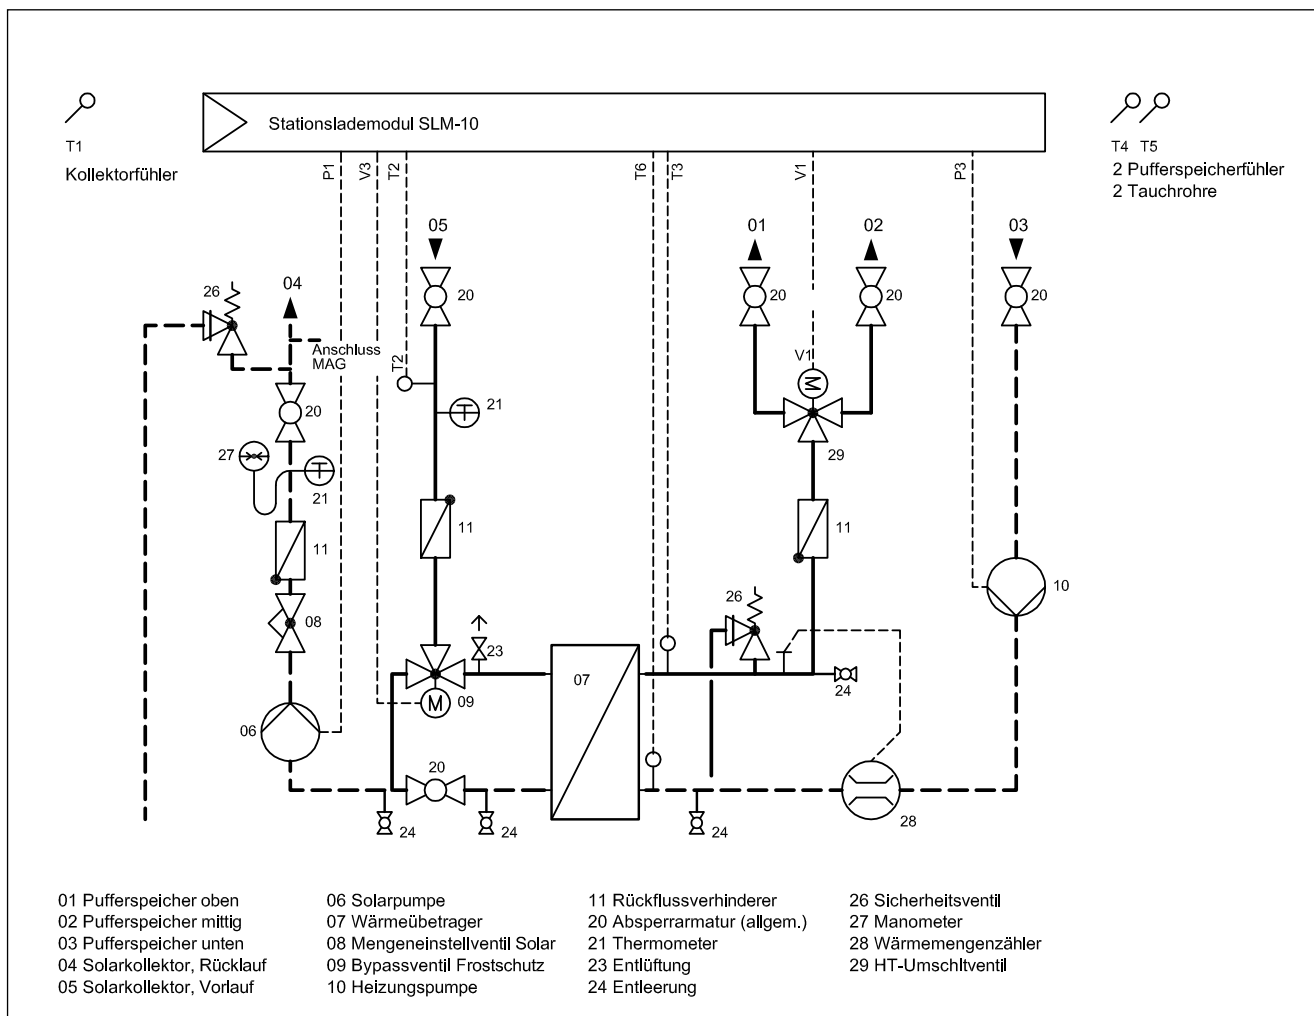 Stationslademodul SLM-10
T1
Kollektorfühler
T4 T5
2 Pufferspeicherfühler
2 Tauchrohre
P1
V3
T2
T6
T3
V1
P3
05
01
02
03
04
26
20
20
20
20
Anschluss
MAG
T2
V1
M
21
20
27
21
29
11
11
11
26
10
08
23
07
24
09
M
06
20
24
24
24
28
01 Pufferspeicher oben
02 Pufferspeicher mittig
03 Pufferspeicher unten
04 Solarkollektor, Rücklauf
05 Solarkollektor, Vorlauf
06 Solarpumpe
07 Wärmeübetrager
08 Mengeneinstellventil Solar
09 Bypassventil Frostschutz
10 Heizungspumpe
11 Rückflussverhinderer
20 Absperrarmatur (allgem.)
21 Thermometer
23 Entlüftung
24 Entleerung
26 Sicherheitsventil
27 Manometer
28 Wärmemengenzähler
29 HT-Umschltventil